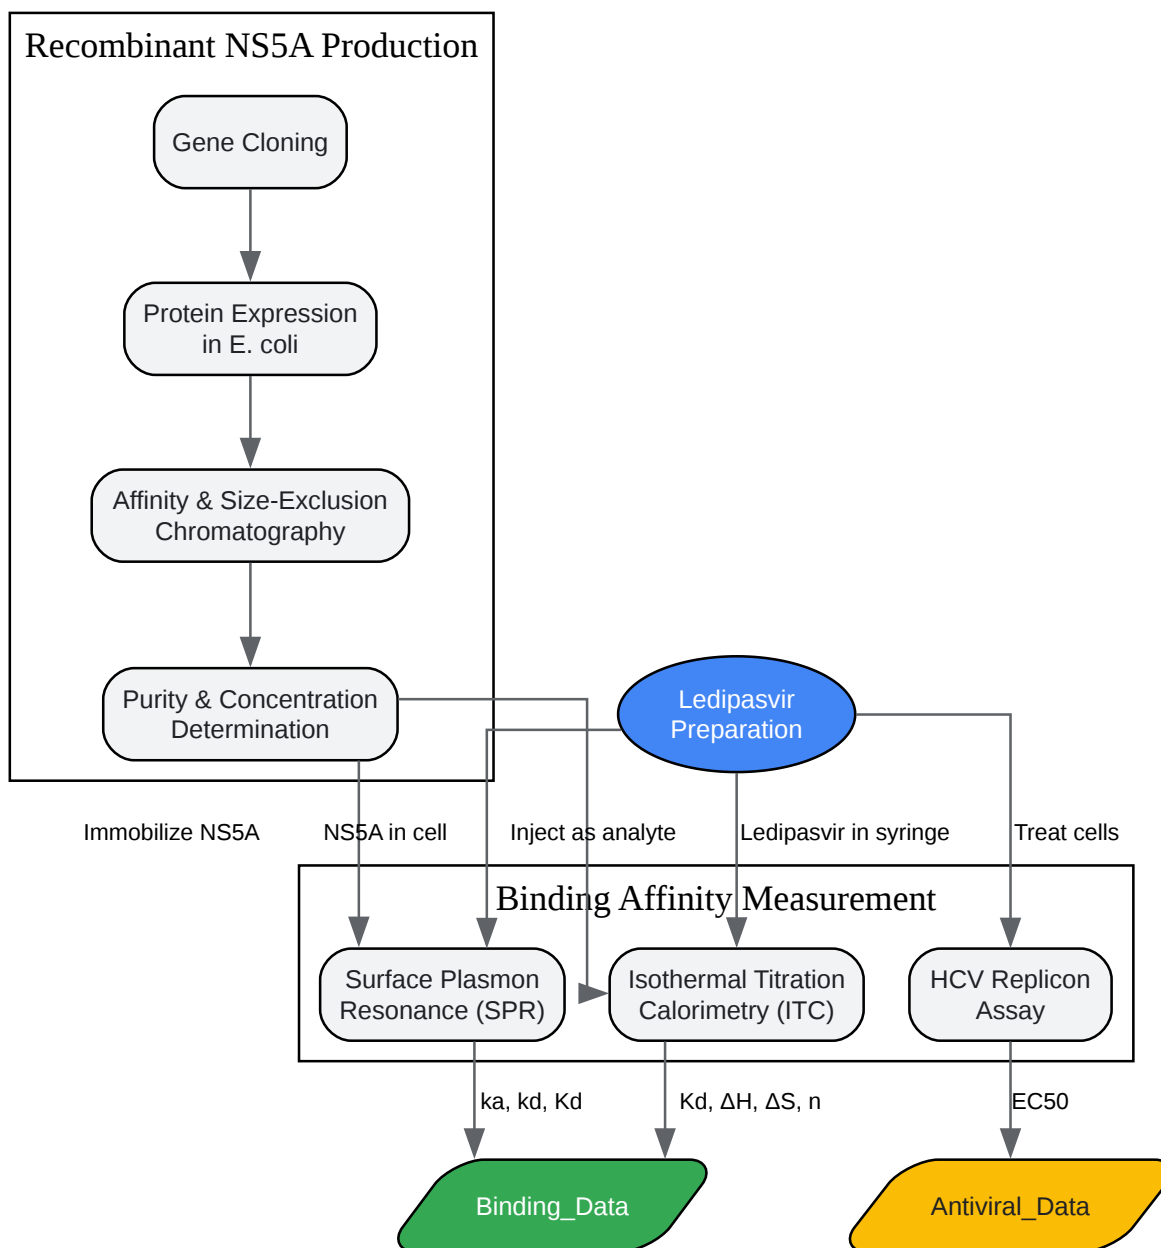 Recombinant NS5A Production
Gene Cloning
Protein Expression
in E. coli
Affinity & Size-Exclusion
Chromatography
Purity & Concentration
Determination
Ledipasvir
Preparation
Immobilize NS5A
NS5A in cell
Inject as analyte
Ledipasvir in syringe
Treat cells
Binding Affinity Measurement
Surface Plasmon
Resonance (SPR)
Isothermal Titration
Calorimetry (ITC)
HCV Replicon
Assay
ka, kd, Kd
Kd, ΔH, ΔS, n
EC50
Binding_Data
Antiviral_Data